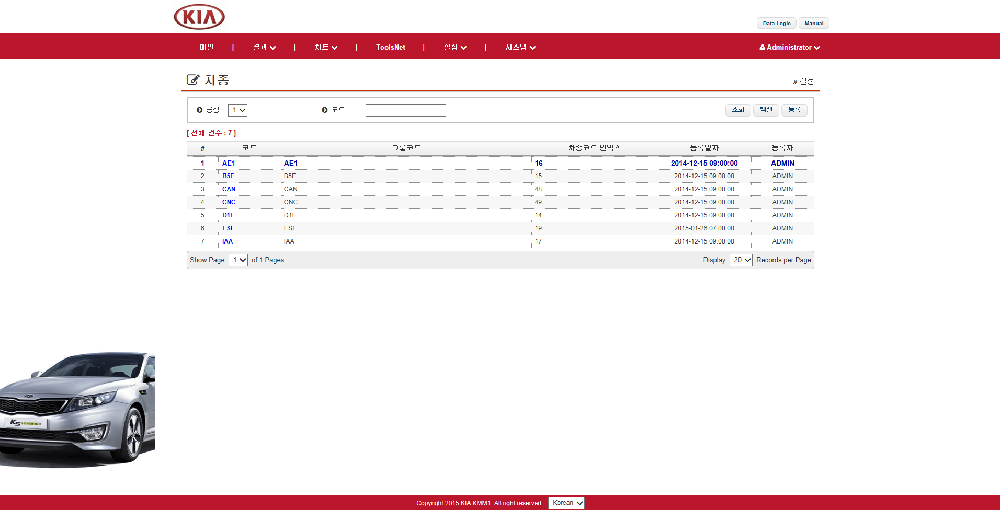 KIA
Data Logic Manual
메인 | 결과 | 차트 | ToolsNet | 설정 | 시스템 Administrator
차종 » 설정
공장 1 코드 조회 엑셀 등록
[ 전체 건수 : 7 ]
# 코드 그룹코드 차종코드 인덱스 등록일자 등록자
1 AE1 AE1 16 2014-12-15 09:00:00 ADMIN
2 B5F B5F 15 2014-12-15 09:00:00 ADMIN
3 CAN CAN 48 2014-12-15 09:00:00 ADMIN
4 CNC CNC 49 2014-12-15 09:00:00 ADMIN
5 D1F D1F 14 2014-12-15 09:00:00 ADMIN
6 ESF ESF 19 2015-01-26 07:00:00 ADMIN
7 IAA IAA 17 2014-12-15 09:00:00 ADMIN
Show Page 1 of 1 Pages Display 20 Records per Page
KIA
K5 HYBRID
Copyright 2015 KIA KMM1. All right reserved. Korean